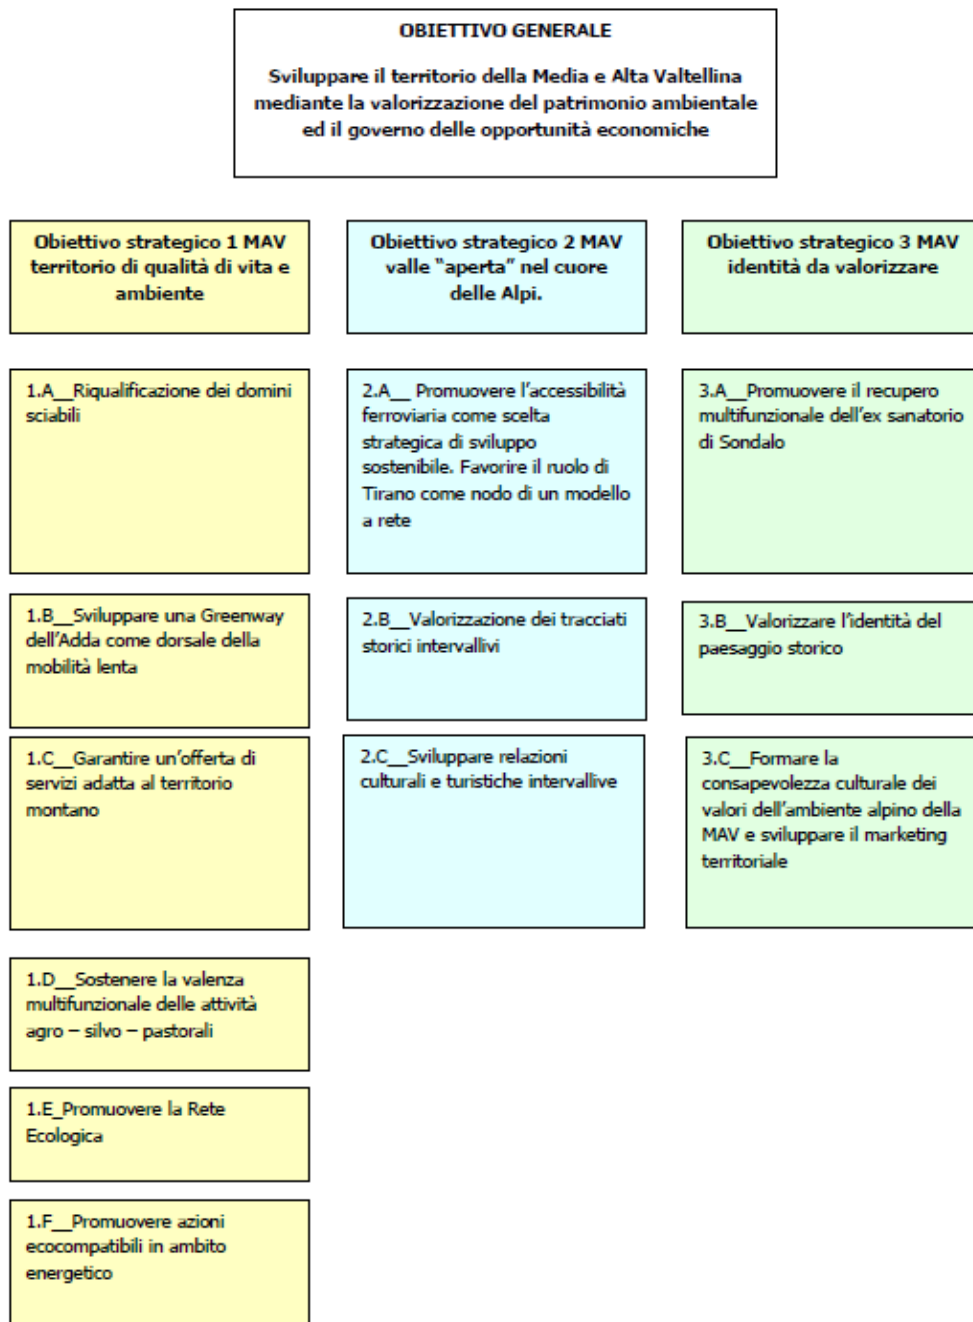 OBIETTIVO GENERALE
Sviluppare il territorio della Media e Alta Valtellina
mediante la valorizzazione del patrimonio ambientale
ed il governo delle opportunità economiche
Obiettivo strategico 1 MAV
territorio di qualità di vita e
ambiente
Obiettivo strategico 2 MAV
valle "aperta" nel cuore
delle Alpi.
Obiettivo strategico 3 MAV
identità da valorizzare
1.A__Riqualificazione dei domini
sciabili
2.A__ Promuovere l'accessibilità
ferroviaria come scelta
strategica di sviluppo
sostenibile. Favorire il ruolo di
Tirano come nodo di un modello
a rete
3.A__Promuovere il recupero
multifunzionale dell'ex sanatorio
di Sondalo
1.B__Sviluppare una Greenway
dell'Adda come dorsale della
mobilità lenta
2.B__Valorizzazione dei tracciati
storici intervallivi
3.B__Valorizzare l'identità del
paesaggio storico
1.C__Garantire un'offerta di
servizi adatta al territorio
montano
2.C__Sviluppare relazioni
culturali e turistiche intervallive
3.C__Formare la
consapevolezza culturale dei
valori dell'ambiente alpino della
MAV e sviluppare il marketing
territoriale
1.D__Sostenere la valenza
multifunzionale delle attività
agro – silvo – pastorali
1.E_Promuovere la Rete
Ecologica
1.F__Promuovere azioni
ecocompatibili in ambito
energetico